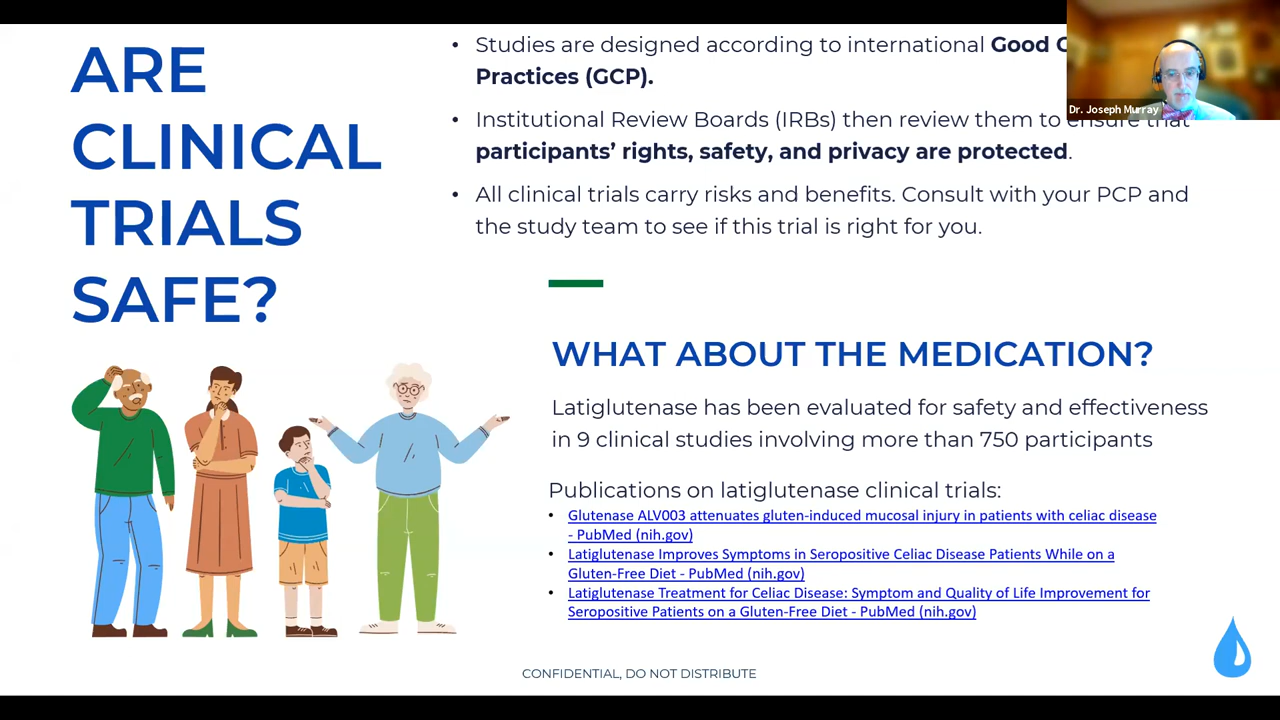 ARE
CLINICAL
TRIALS
SAFE?
• Studies are designed according to international Good
Practices (GCP).
• Institutional Review Boards (IRBs) then review them to ensure that
participants’ rights, safety, and privacy are protected.
• All clinical trials carry risks and benefits. Consult with your PCP and
the study team to see if this trial is right for you.
Dr. Joseph Murray
WHAT ABOUT THE MEDICATION?
Latiglutenase has been evaluated for safety and effectiveness
in 9 clinical studies involving more than 750 participants
Publications on latiglutenase clinical trials:
• Glutenase ALV003 attenuates gluten-induced mucosal injury in patients with celiac disease
- PubMed (nih.gov)
• Latiglutenase Improves Symptoms in Seropositive Celiac Disease Patients While on a
Gluten-Free Diet - PubMed (nih.gov)
• Latiglutenase Treatment for Celiac Disease: Symptom and Quality of Life Improvement for
Seropositive Patients on a Gluten-Free Diet - PubMed (nih.gov)
CONFIDENTIAL, DO NOT DISTRIBUTE